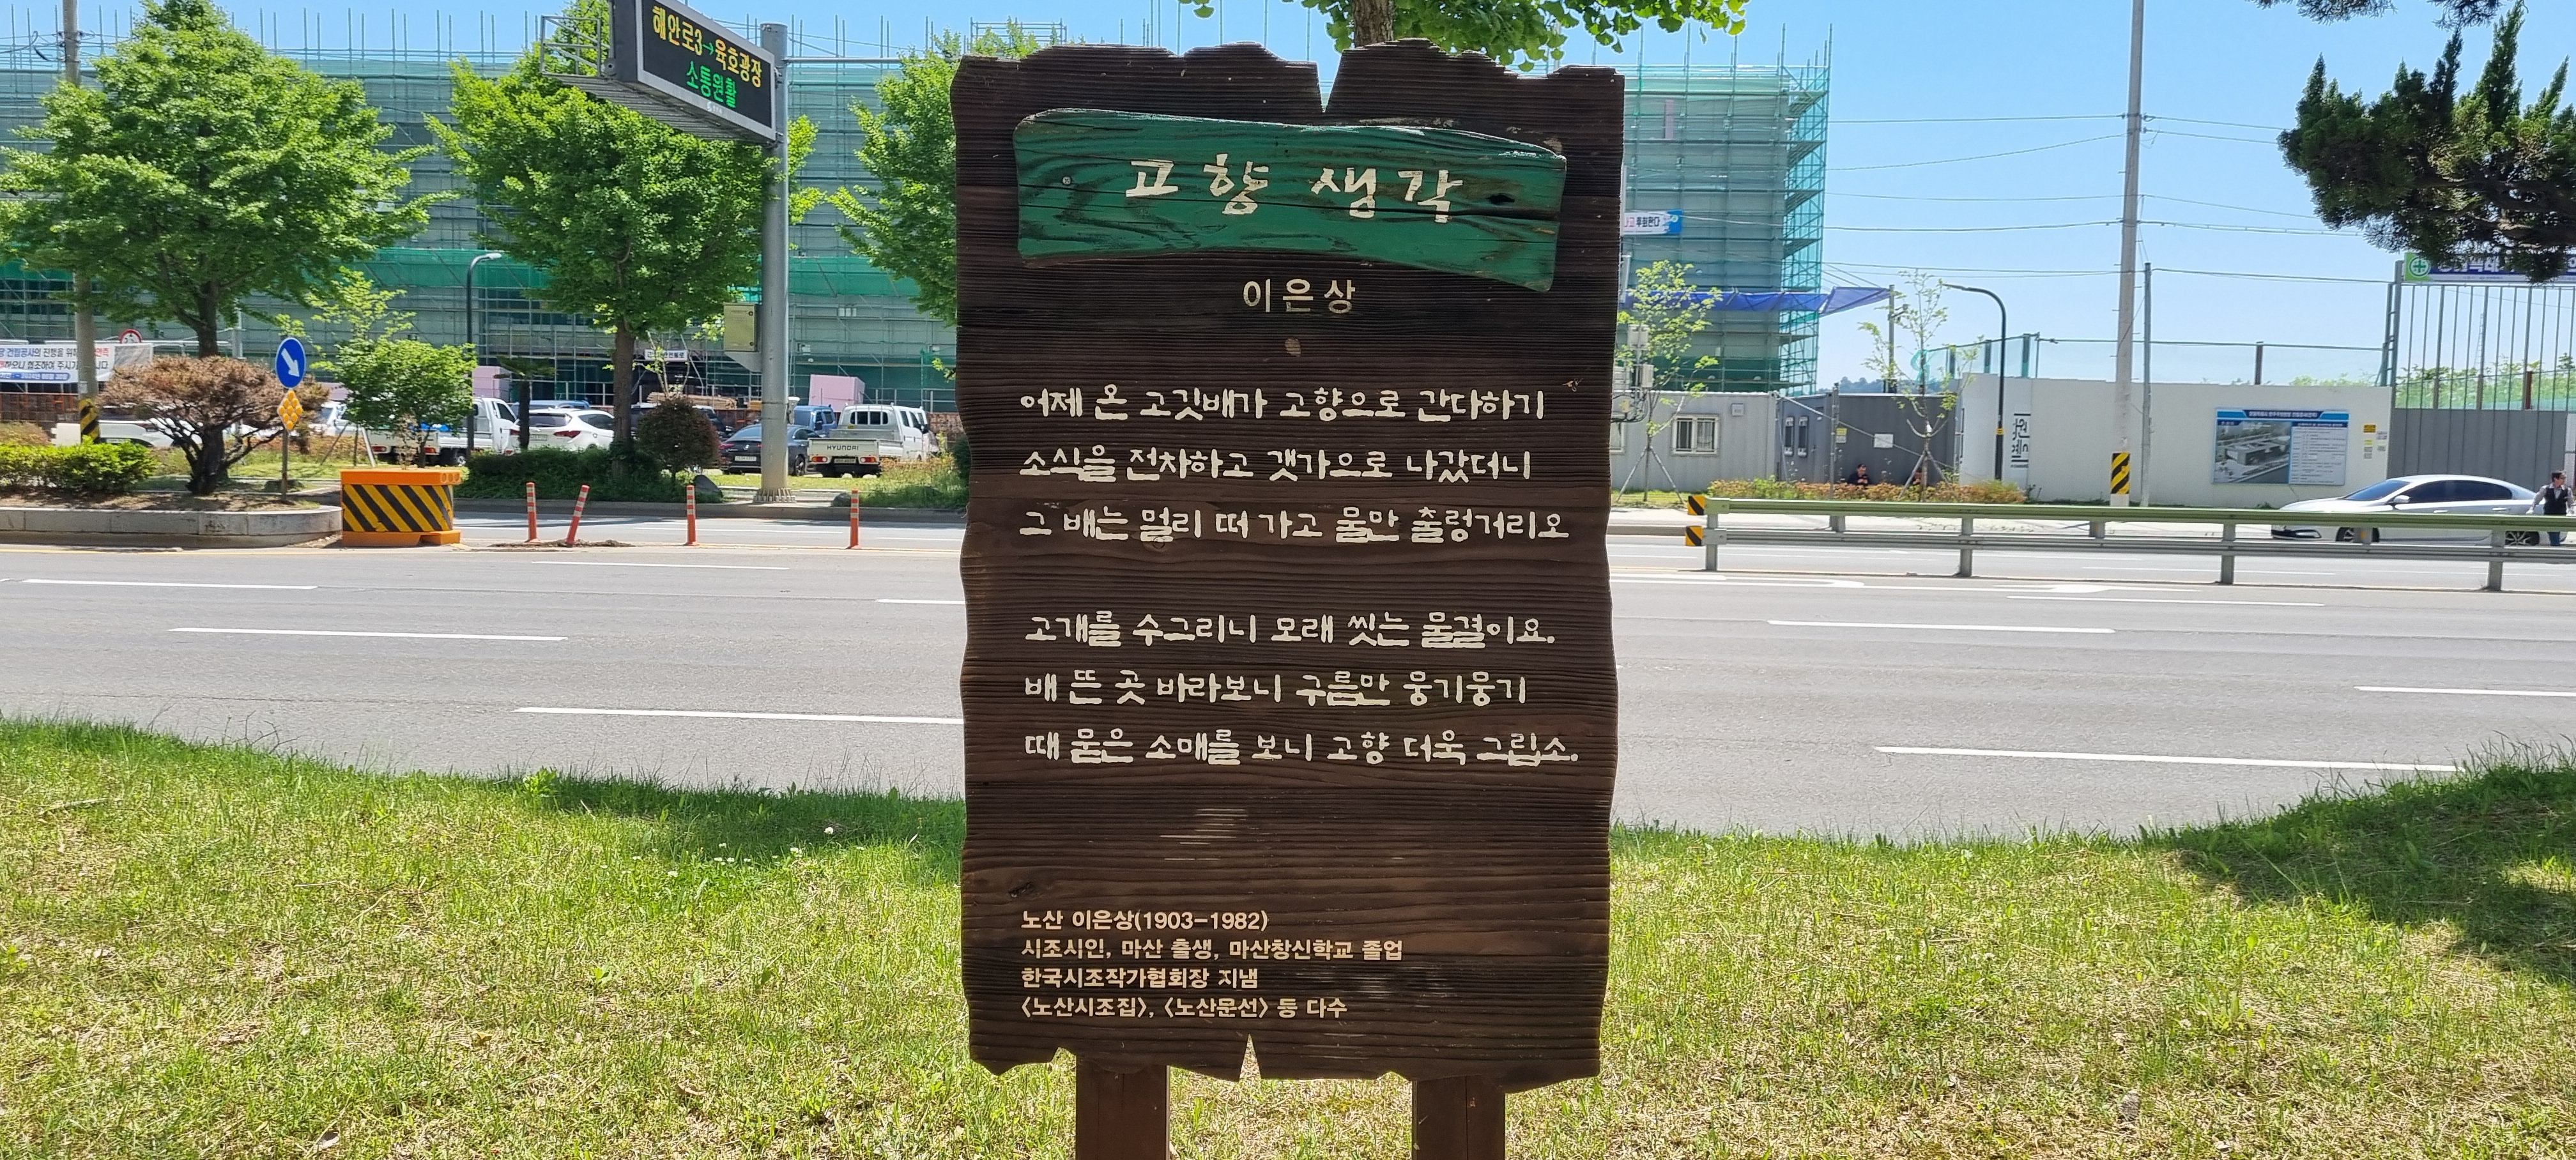 해안로3→육호광장
소통원활
고향 생각
이은상
어제 온 고깃배가 고향으로 간다하기
소식을 전차하고 갯가으로 나갔더니
그 배는 멀리 떠 가고 물만 출렁거리오
고개를 수그리니 모래 씻는 물결이요.
배 뜬 곳 바라보니 구름만 뭉기뭉기
때 묻은 소매를 보니 고향 더욱 그립소.
노산 이은상(1903-1982)
시조시인, 마산 출생, 마산창신학교 졸업
한국시조작가협회장 지냄
<노산시조집>, <노산문선> 등 다수
HYUNDAI